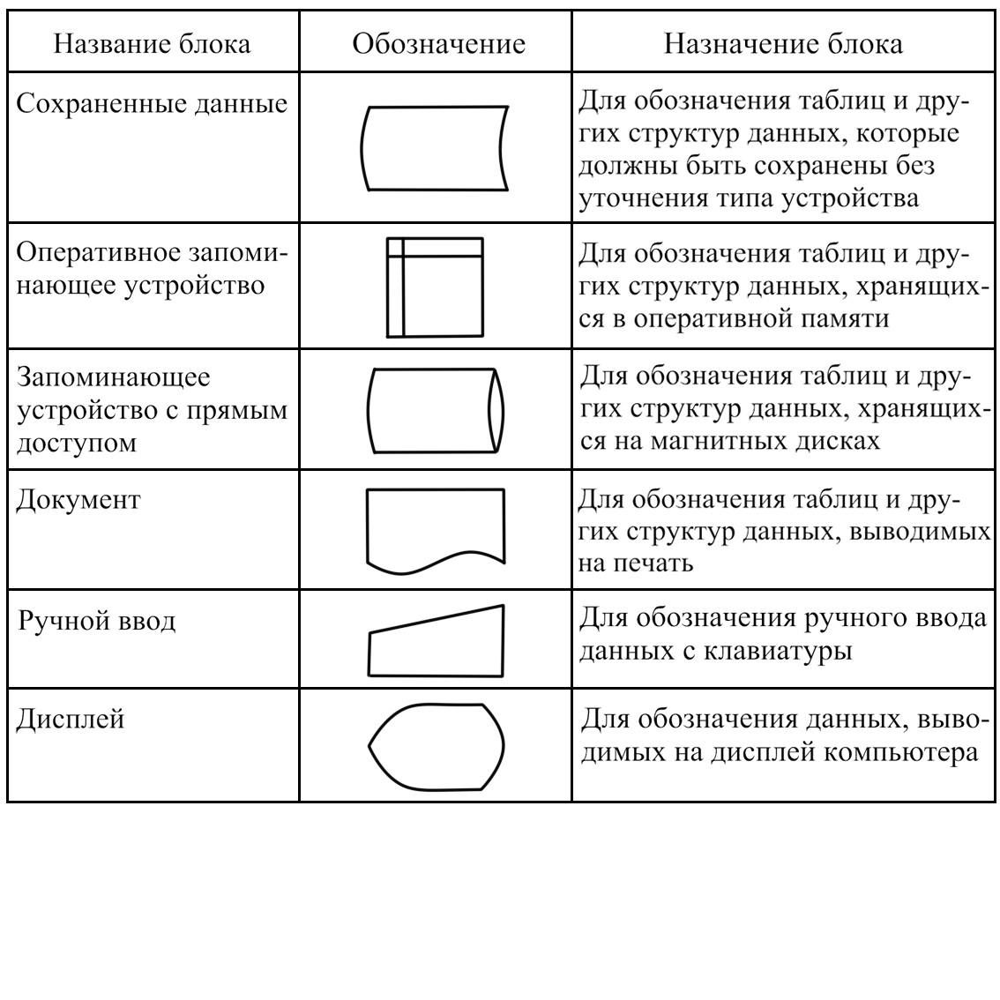 Название блока
Обозначение
Назначение блока
Сохраненные данные
Для обозначения таблиц и дру-
гих структур данных, которые
должны быть сохранены без
уточнения типа устройства
Оперативное запоми-
нающее устройство
Для обозначения таблиц и дру-
гих структур данных, хранящих-
ся в оперативной памяти
Запоминающее
устройство с прямым
доступом
Для обозначения таблиц и дру-
гих структур данных, хранящих-
ся на магнитных дисках
Документ
Для обозначения таблиц и дру-
гих структур данных, выводимых
на печать
Ручной ввод
Для обозначения ручного ввода
данных с клавиатуры
Дисплей
Для обозначения данных, выво-
димых на дисплей компьютера